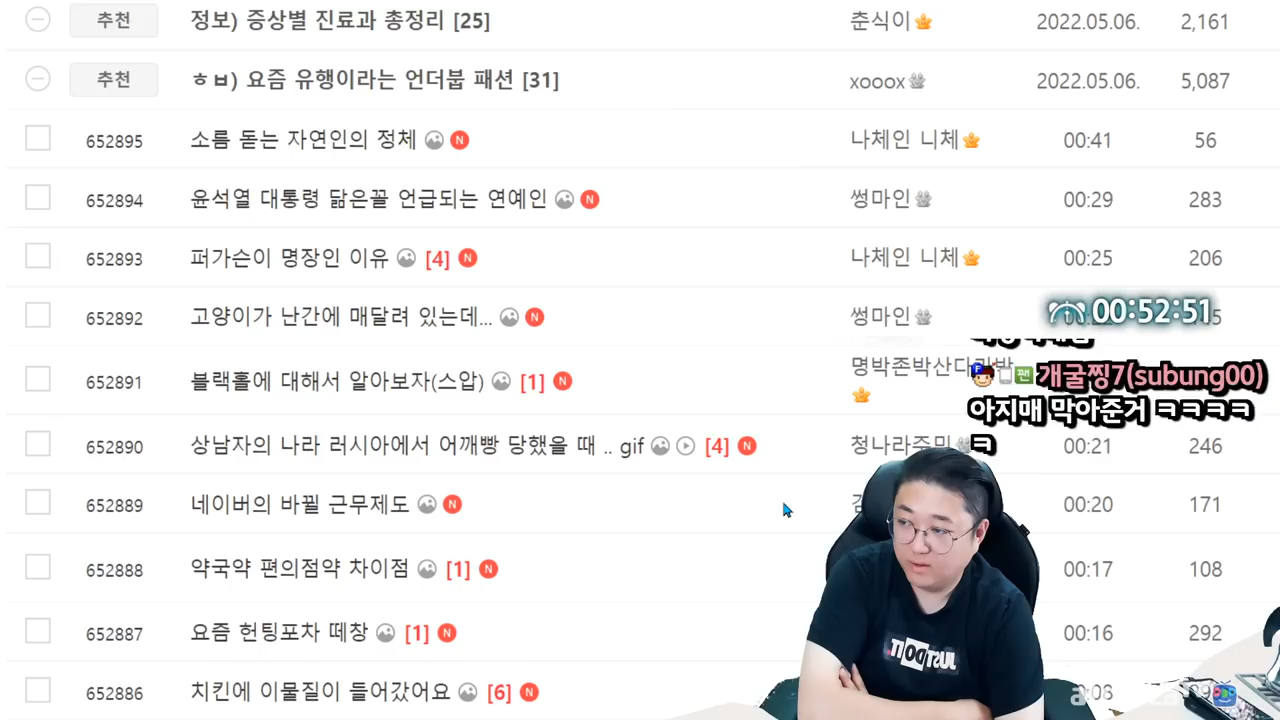 추천 정보) 증상별 진료과 총정리 [25] 춘식이 2022.05.06. 2,161
추천 ㅎㅂ) 요즘 유행이라는 언더붑 패션 [31] xooox 2022.05.06. 5,087
652895 소름 돋는 자연인의 정체 N 나체인 니체 00:41 56
652894 윤석열 대통령 닮은꼴 언급되는 연예인 N 썽마인 00:29 283
652893 퍼가슨이 명장인 이유 [4] N 나체인 니체 00:25 206
652892 고양이가 난간에 매달려 있는데... N 썽마인
00:52:51
652891 블랙홀에 대해서 알아보자(스압) [1] N
개굴찡7(subung00)
아지매 막아준거 ㅋㅋㅋㅋ
ㅋ
652890 상남자의 나라 러시아에서 어깨빵 당했을 때 .. gif [4] N 청나라주민 00:21 246
652889 네이버의 바뀔 근무제도 N 00:20 171
652888 약국약 편의점약 차이점 [1] N 00:17 108
652887 요즘 헌팅포차 떼창 [1] N 00:16 292
JUST DO IT.
652886 치킨에 이물질이 들어갔어요 [6] N